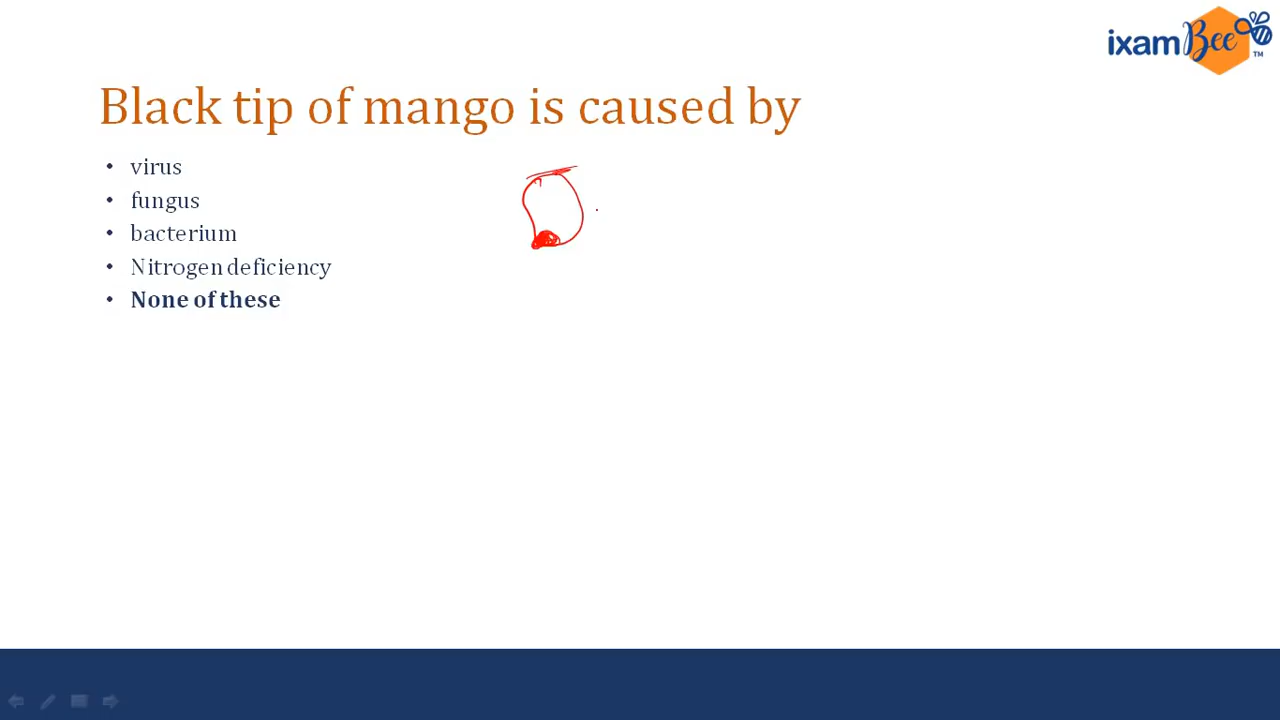 ixamBee
TM
Black tip of mango is caused by
• virus
• fungus
• bacterium
• Nitrogen deficiency
• None of these